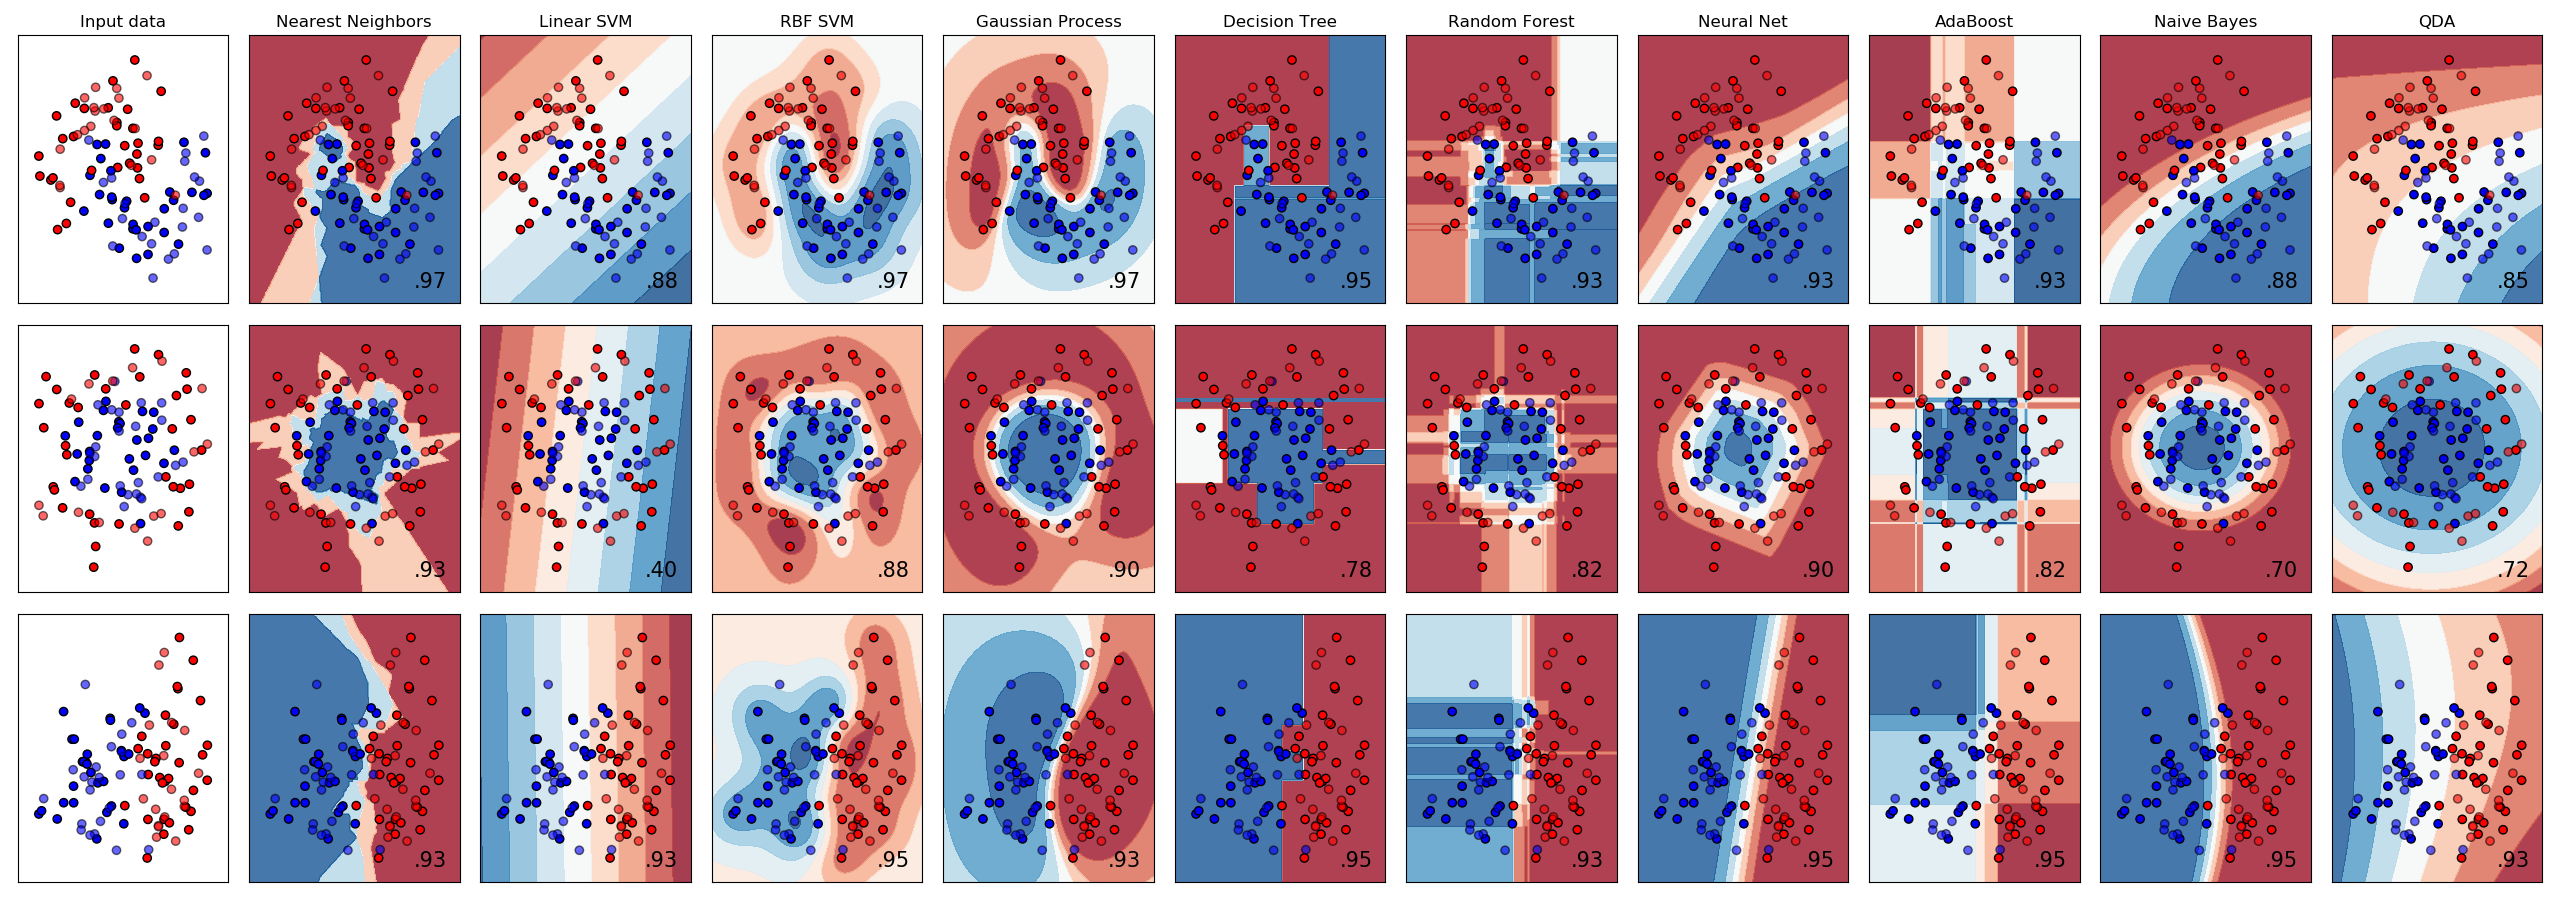 Input data
Nearest Neighbors
Linear SVM
RBF SVM
Gaussian Process
Decision Tree
Random Forest
Neural Net
AdaBoost
Naive Bayes
QDA
.97
.88
.97
.97
.95
.93
.93
.93
.88
.85
.93
.40
.88
.90
.78
.82
.90
.82
.70
.72
.93
.93
.95
.93
.95
.93
.95
.95
.95
.93